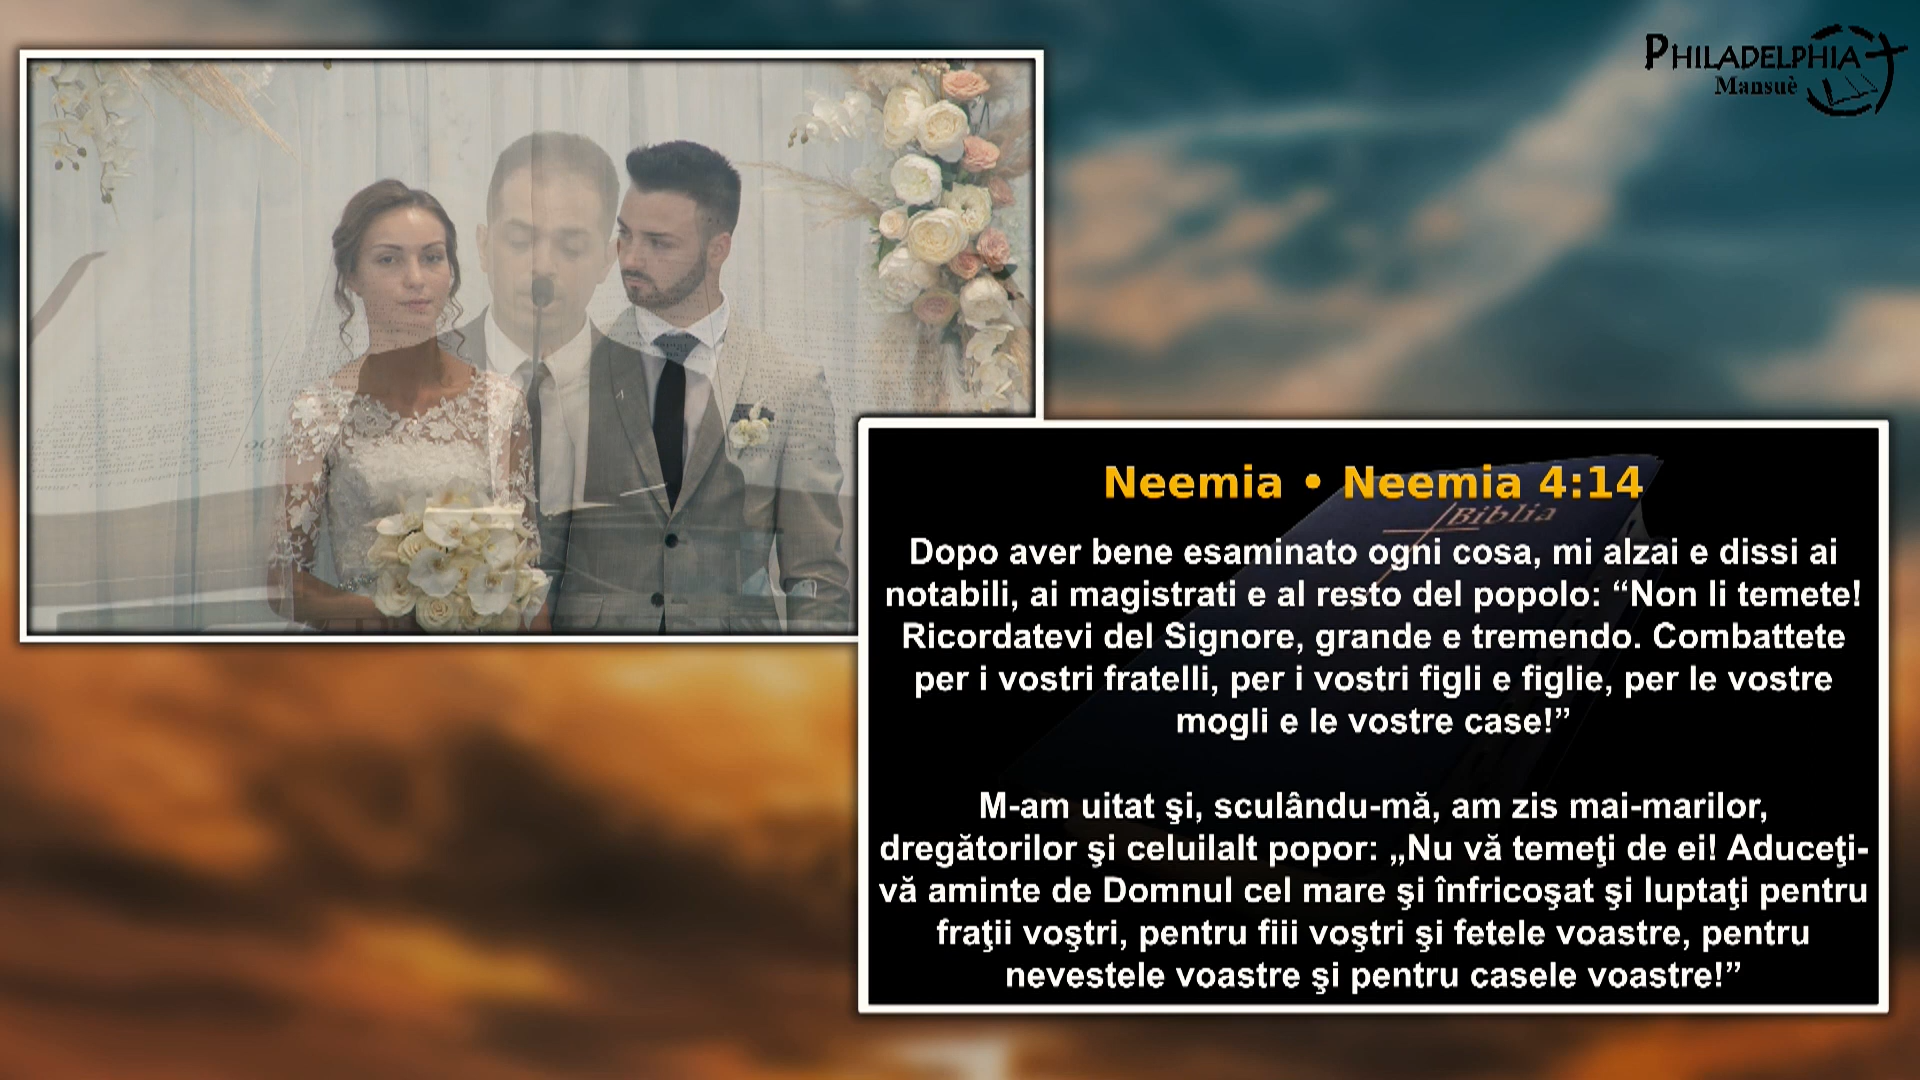 PHILADELPHIA
Mansuè
Neemia • Neemia 4:14
Biblia
Dopo aver bene esaminato ogni cosa, mi alzai e dissi ai
notabili, ai magistrati e al resto del popolo: “Non li temete!
Ricordatevi del Signore, grande e tremendo. Combattete
per i vostri fratelli, per i vostri figli e figlie, per le vostre
mogli e le vostre case!”
M-am uitat şi, sculându-mă, am zis mai-marilor,
dregătorilor şi celuilalt popor: „Nu vă temeţi de ei! Aduceţi-
vă aminte de Domnul cel mare şi înfricoşat şi luptaţi pentru
fraţii voştri, pentru fiii voştri şi fetele voastre, pentru
nevestele voastre şi pentru casele voastre!”